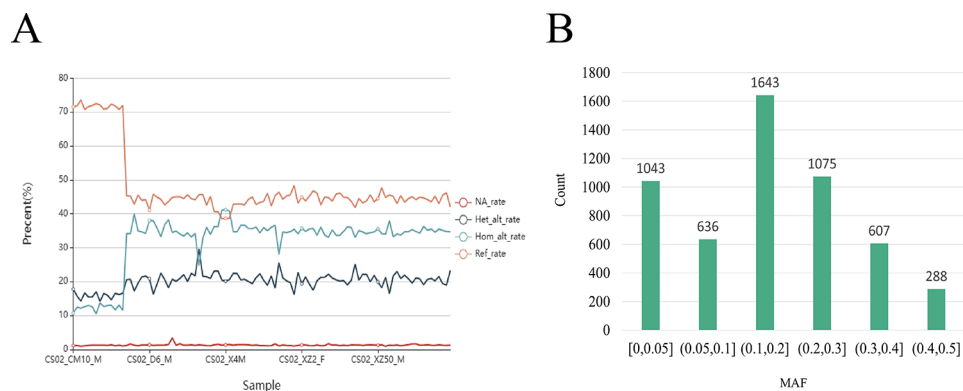 A
80
70
60
50
40
30
20
10
0
Precent(%)
CS02_CM10_M
CS02_D6_M
CS02_X4M
CS02_XZ2_F
CS02_XZ50_M
Sample
NA_rate
Het_alt_rate
Hom_alt_rate
Ref_rate
B
1800
1600
1400
1200
1000
800
600
400
200
0
Count
1043
636
1643
1075
607
288
[0,0.05]
(0.05,0.1]
(0.1,0.2]
(0.2,0.3]
(0.3,0.4]
(0.4,0.5]
MAF